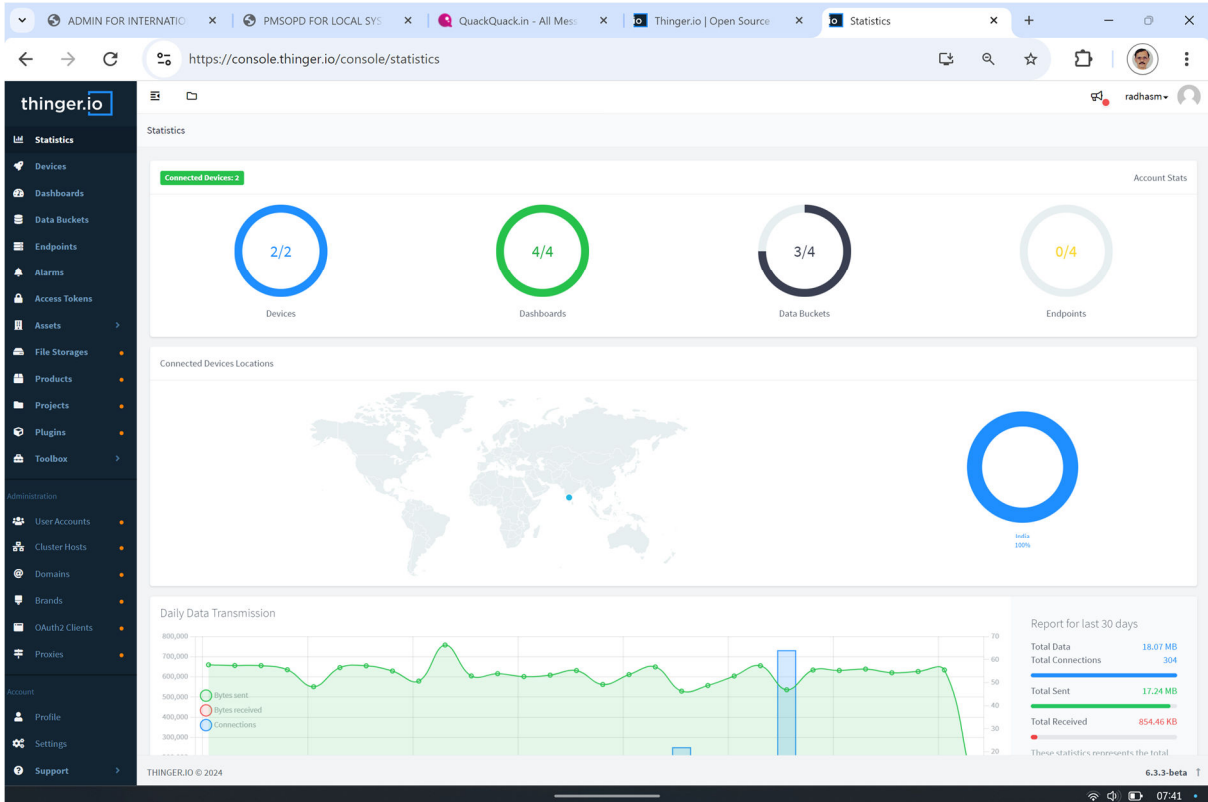 ADMIN FOR INTERNATIO
PMSOPD FOR LOCAL SYS
QuackQuack.in - All Mess
Thinger.io | Open Source
Statistics
https://console.thinger.io/console/statistics
thinger.io
radhasm
Statistics
Devices
Dashboards
Data Buckets
Endpoints
Alarms
Access Tokens
Assets
File Storages
Products
Projects
Plugins
Toolbox
Administration
User Accounts
Cluster Hosts
Domains
Brands
OAuth2 Clients
Proxies
Account
Profile
Settings
Support
Statistics
Connected Devices: 2
Account Stats
2/2
4/4
3/4
0/4
Devices
Dashboards
Data Buckets
Endpoints
Connected Devices Locations
India
100%
Daily Data Transmission
800,000
700,000
600,000
500,000
400,000
300,000
70
60
50
40
30
20
Bytes sent
Bytes received
Connections
Report for last 30 days
Total Data 18.07 MB
Total Connections 304
Total Sent 17.24 MB
Total Received 854.46 KB
These statistics represents the total
THINGER.IO © 2024
6.3.3-beta
07:41